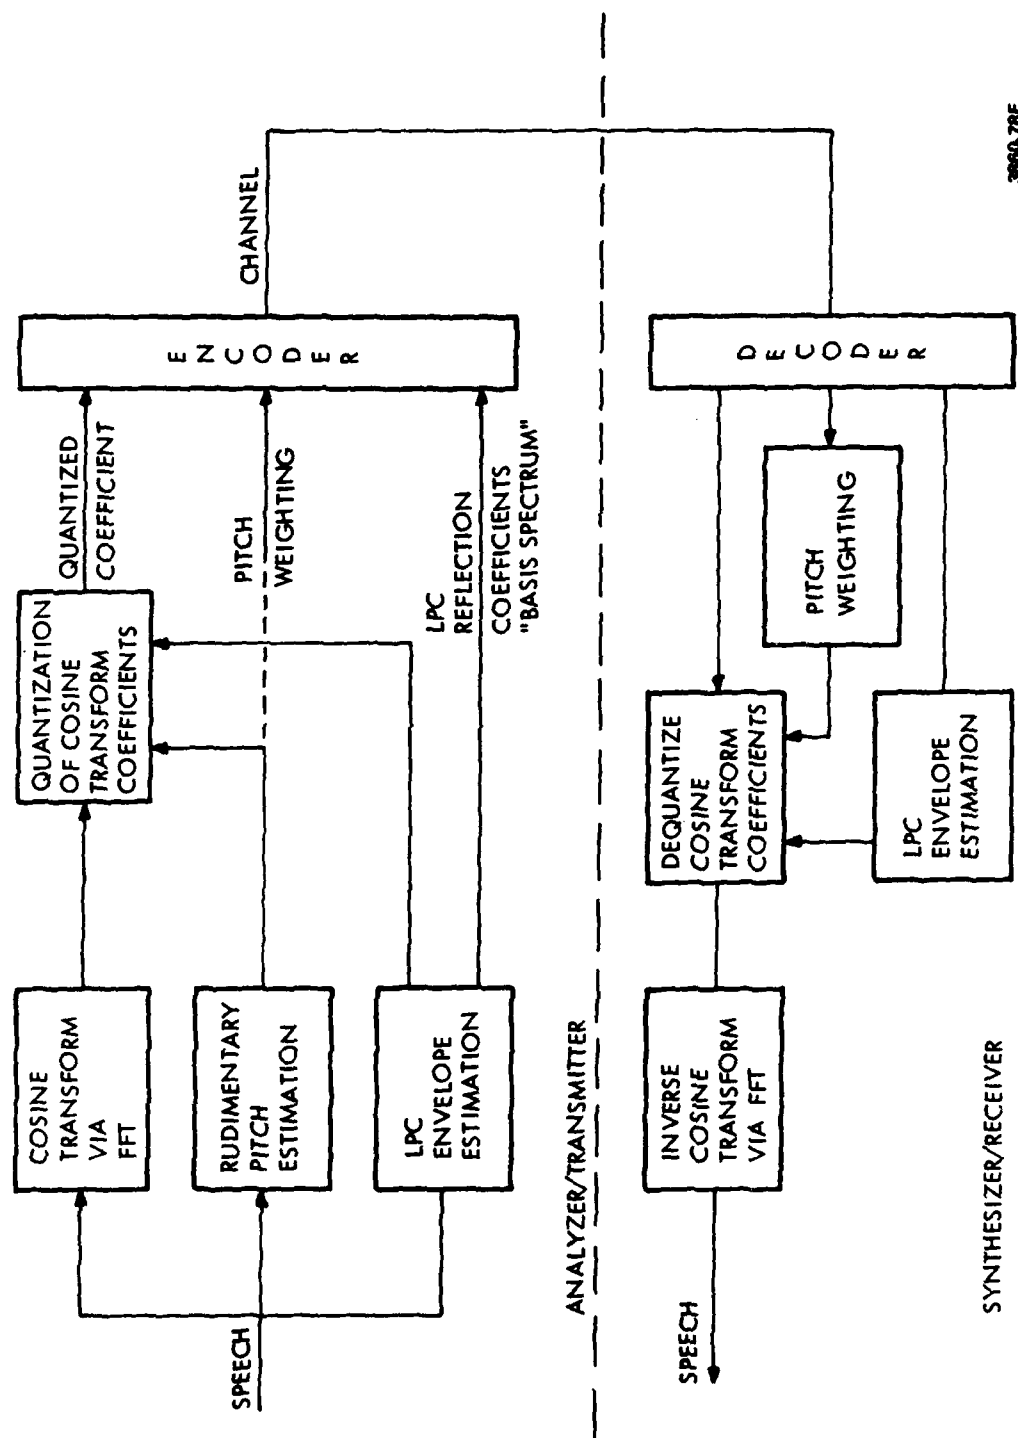 SPEECH
COSINE
TRANSFORM
VIA
FFT
RUDIMENTARY
PITCH
ESTIMATION
LPC
ENVELOPE
ESTIMATION
QUANTIZATION
OF COSINE
TRANSFORM
COEFFICIENTS
QUANTIZED
COEFFICIENT
PITCH
WEIGHTING
LPC
REFLECTION
COEFFICIENTS
"BASIS SPECTRUM"
ENCODER
CHANNEL
ANALYZER/TRANSMITTER
SPEECH
INVERSE
COSINE
TRANSFORM
VIA FFT
DEQUANTIZE
COSINE
TRANSFORM
COEFFICIENTS
PITCH
WEIGHTING
LPC
ENVELOPE
ESTIMATION
DECODER
SYNTHESIZER/RECEIVER
3860-78E